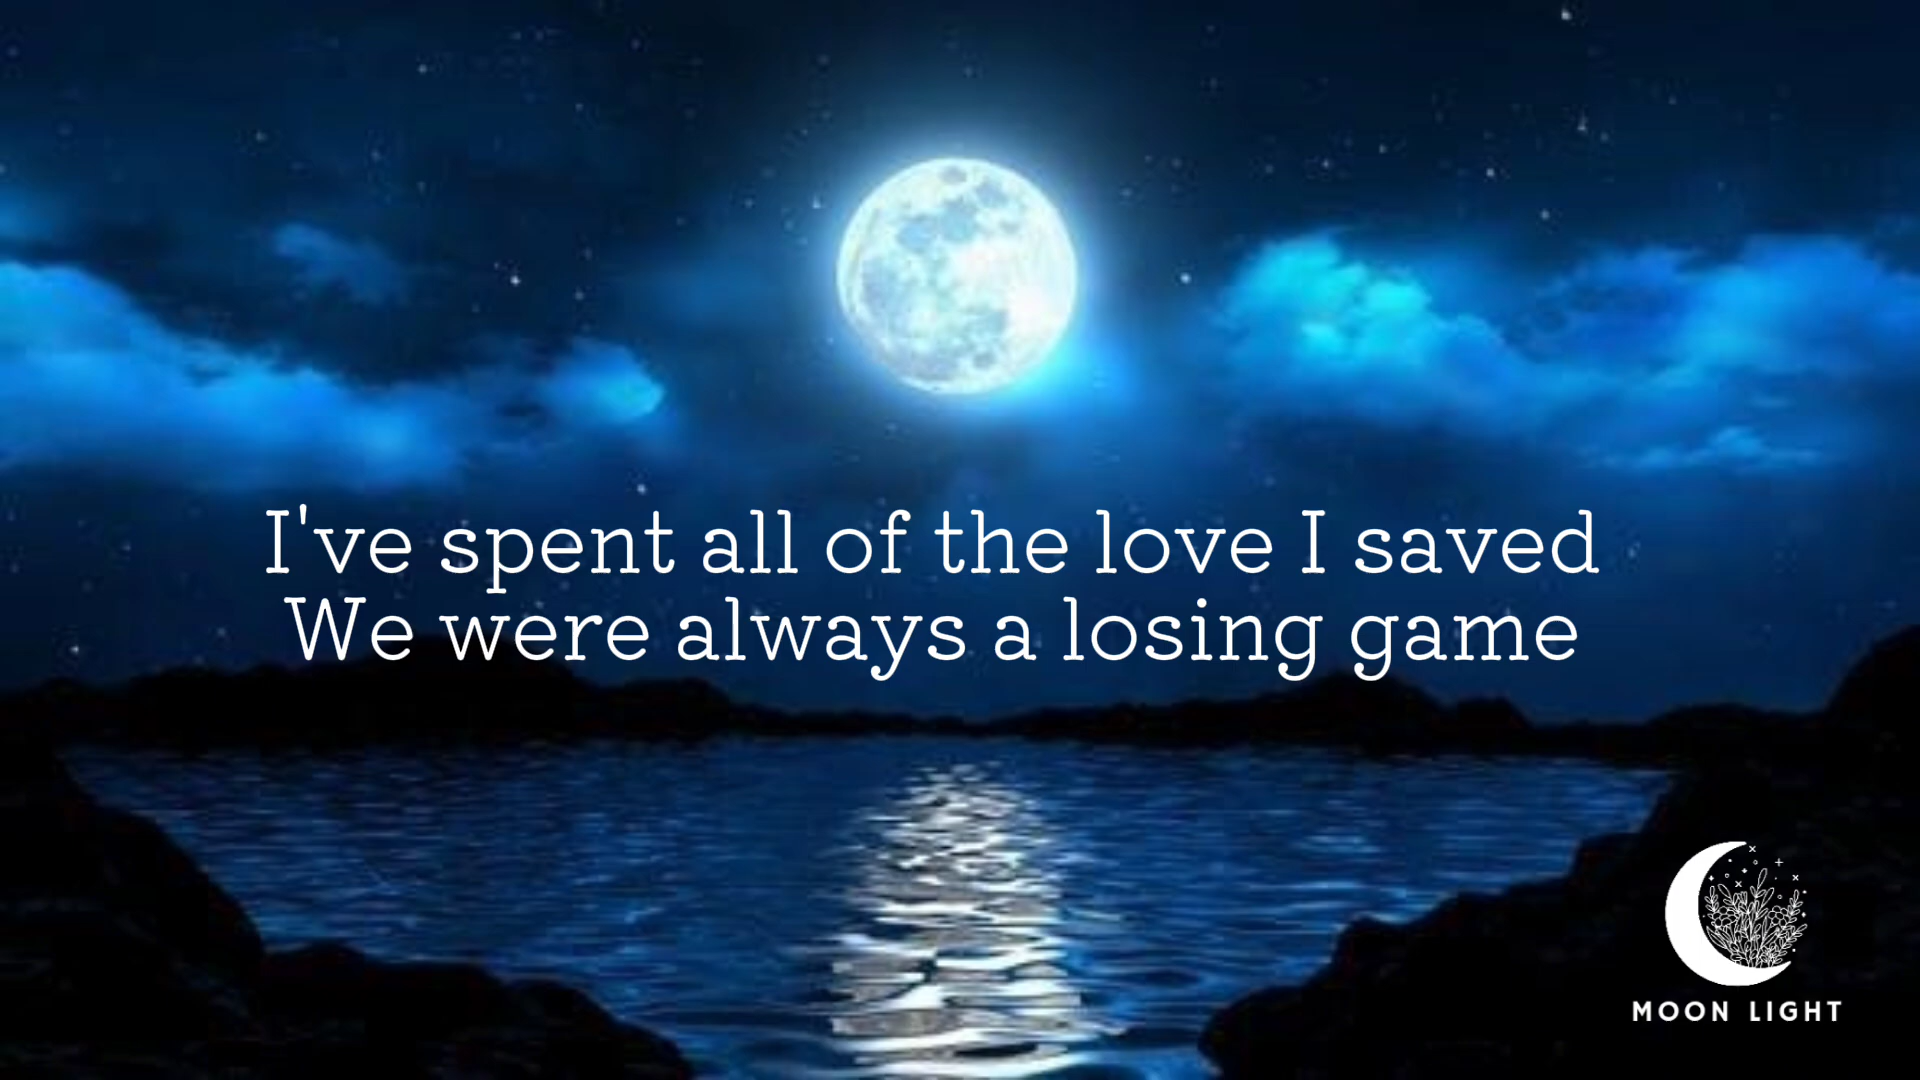 I've spent all of the love I saved
We were always a losing game
MOON LIGHT